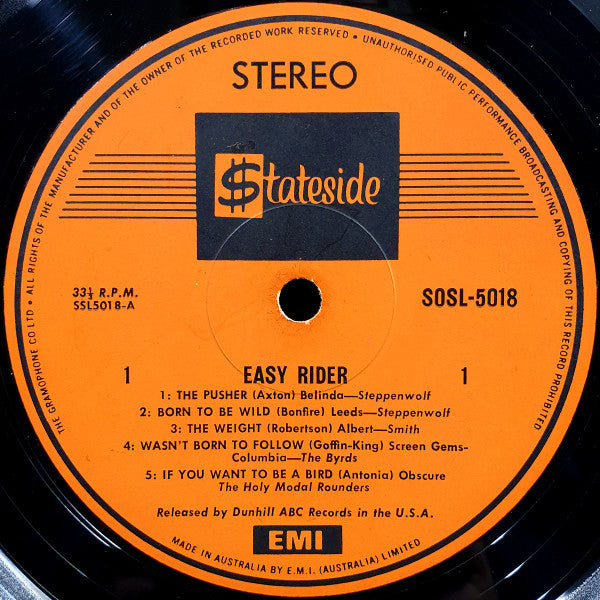 THE GRAMOPHONE CO LTD • ALL RIGHTS OF THE MANUFACTURER AND OF THE OWNER OF THE RECORDED WORK RESERVED • UNAUTHORISED PUBLIC PERFORMANCE BROADCASTING AND COPYING OF THIS RECORD PROHIBITED
STEREO
$tateside
33⅓ R.P.M.
SSL5018-A
SOSL-5018
1 EASY RIDER 1
1: THE PUSHER (Axton) Belinda—Steppenwolf
2: BORN TO BE WILD (Bonfire) Leeds—Steppenwolf
3: THE WEIGHT (Robertson) Albert—Smith
4: WASN'T BORN TO FOLLOW (Goffin-King) Screen Gems-
Columbia—The Byrds
5: IF YOU WANT TO BE A BIRD (Antonia) Obscure
The Holy Modal Rounders
Released by Dunhill ABC Records in the U.S.A.
EMI
MADE IN AUSTRALIA BY E.M.I. (AUSTRALIA) LIMITED